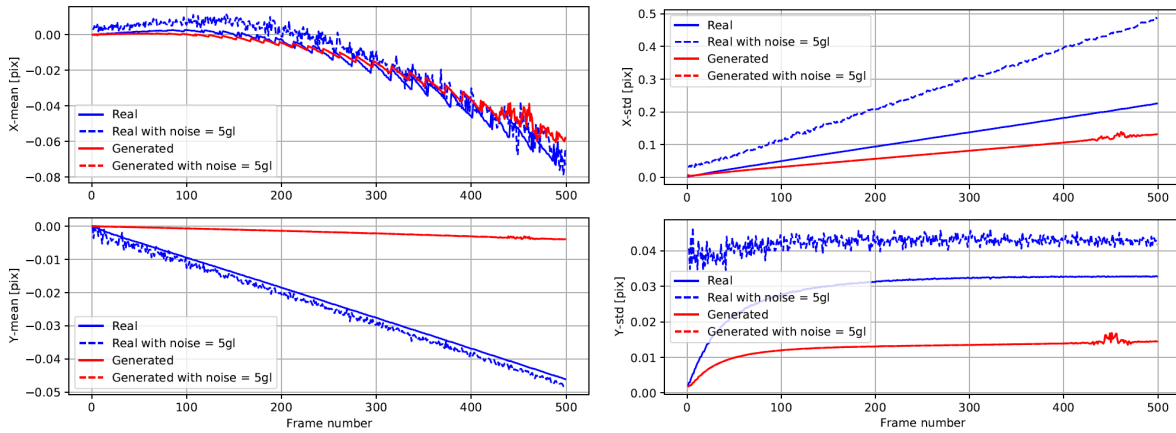 X-mean [pix]
0.00
−0.02
−0.04
−0.06
−0.08
Real
Real with noise = 5gl
Generated
Generated with noise = 5gl
0 100 200 300 400 500
X-std [pix]
0.5
0.4
0.3
0.2
0.1
0.0
Real
Real with noise = 5gl
Generated
Generated with noise = 5gl
0 100 200 300 400 500
Y-mean [pix]
0.00
−0.01
−0.02
−0.03
−0.04
−0.05
Real
Real with noise = 5gl
Generated
Generated with noise = 5gl
0 100 200 300 400 500
Frame number
Y-std [pix]
0.04
0.03
0.02
0.01
0.00
Real
Real with noise = 5gl
Generated
Generated with noise = 5gl
0 100 200 300 400 500
Frame number